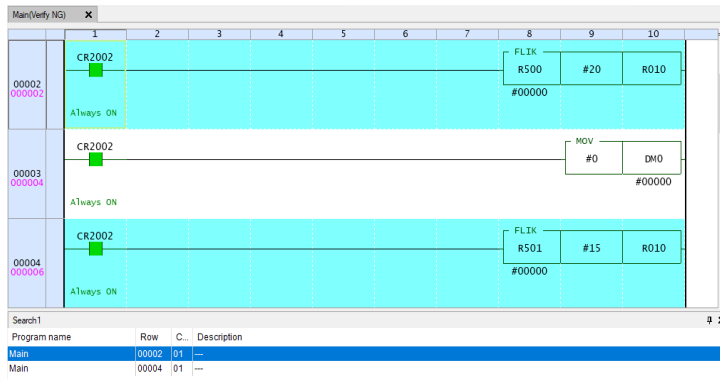 Main(Verify NG) X
1 2 3 4 5 6 7 8 9 10
00002
000002
CR2002
Always ON
FLIK
R500 #20 R010
#00000
00003
000004
CR2002
Always ON
MOV
#0 DM0
#00000
00004
000006
CR2002
Always ON
FLIK
R501 #15 R010
#00000
Search1
Program name Row C... Description
Main 00002 01 ---
Main 00004 01 ---